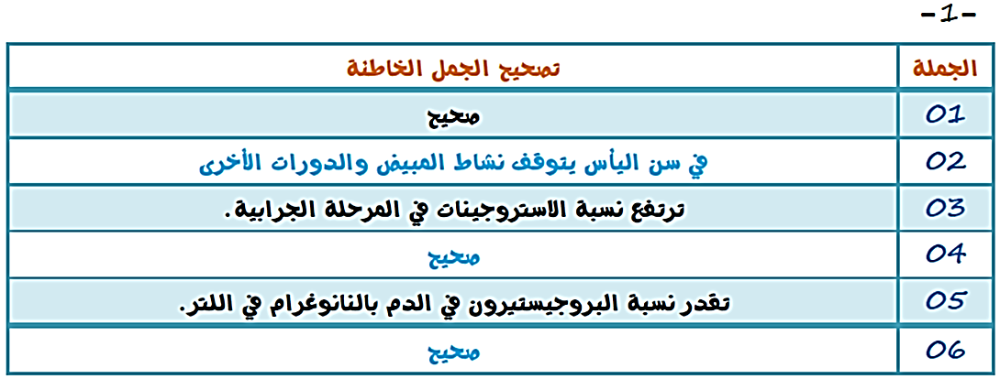 -1-
الجملة تصحيح الجمل الخاطئة
01 صحيح
02 في سن اليأس يتوقف نشاط المبيض والدورات الأخرى
03 ترتفع نسبة الاستروجينات في المرحلة الجرابية.
04 صحيح
05 تقدر نسبة البروجيستيرون في الدم بالنانوغرام في اللتر.
06 صحيح